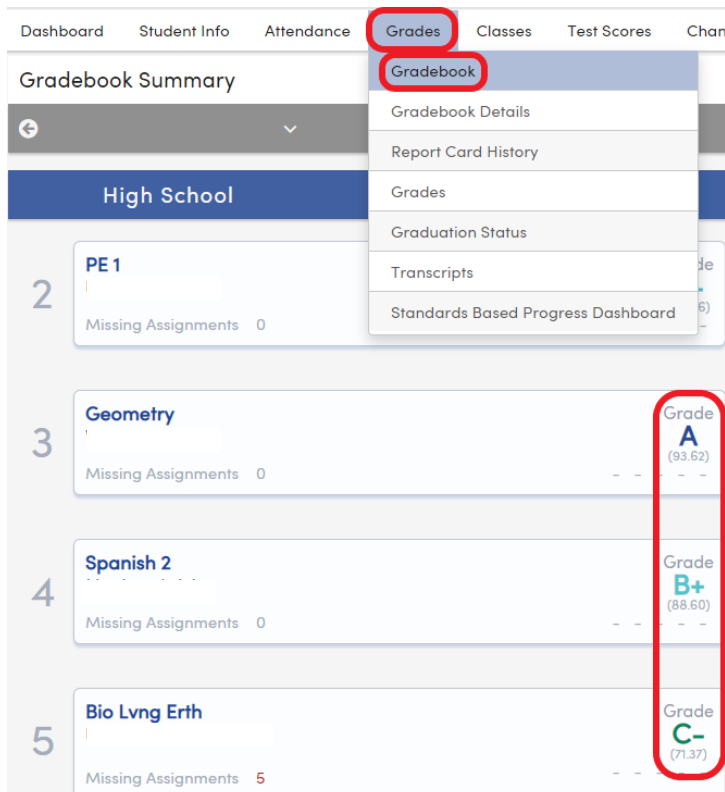 Dashboard Student Info Attendance Grades Classes Test Scores
Gradebook Summary
Gradebook
Gradebook Details
Report Card History
Grades
Graduation Status
Transcripts
Standards Based Progress Dashboard
High School
2
PE 1
Missing Assignments 0
3
Geometry
Missing Assignments 0
Grade
A
(93.62)
- - - - -
4
Spanish 2
Missing Assignments 0
Grade
B+
(88.60)
- - - - -
5
Bio Lvng Erth
Missing Assignments 5
Grade
C-
(71.37)
- - - - -